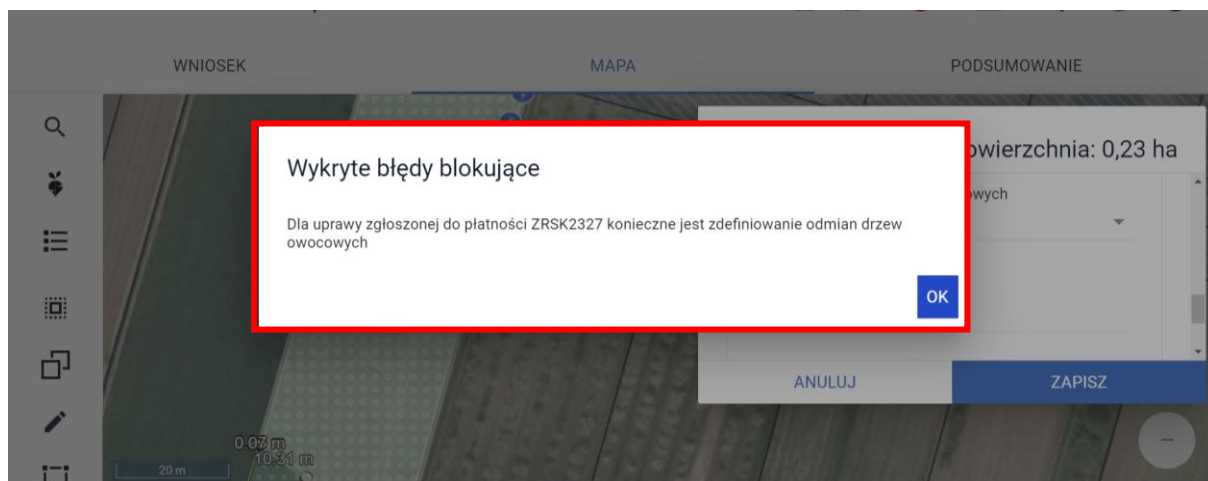 WNIOSEK MAPA PODSUMOWANIE
Wykryte błędy blokujące
Dla uprawy zgłoszonej do płatności ZRSK2327 konieczne jest zdefiniowanie odmian drzew
owocowych
OK
owierzchnia: 0,23 ha
owych
ANULUJ ZAPISZ
0.07 m
10.31 m
20 m